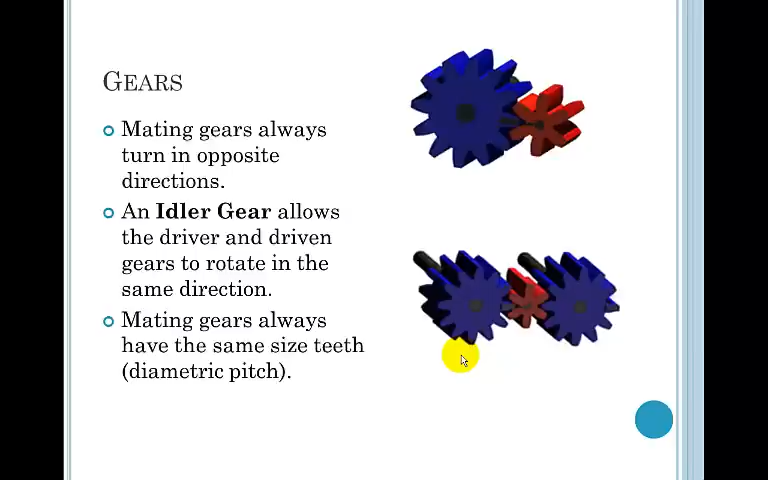 GEARS
Mating gears always
turn in opposite
directions.
An Idler Gear allows
the driver and driven
gears to rotate in the
same direction.
Mating gears always
have the same size teeth
(diametric pitch).